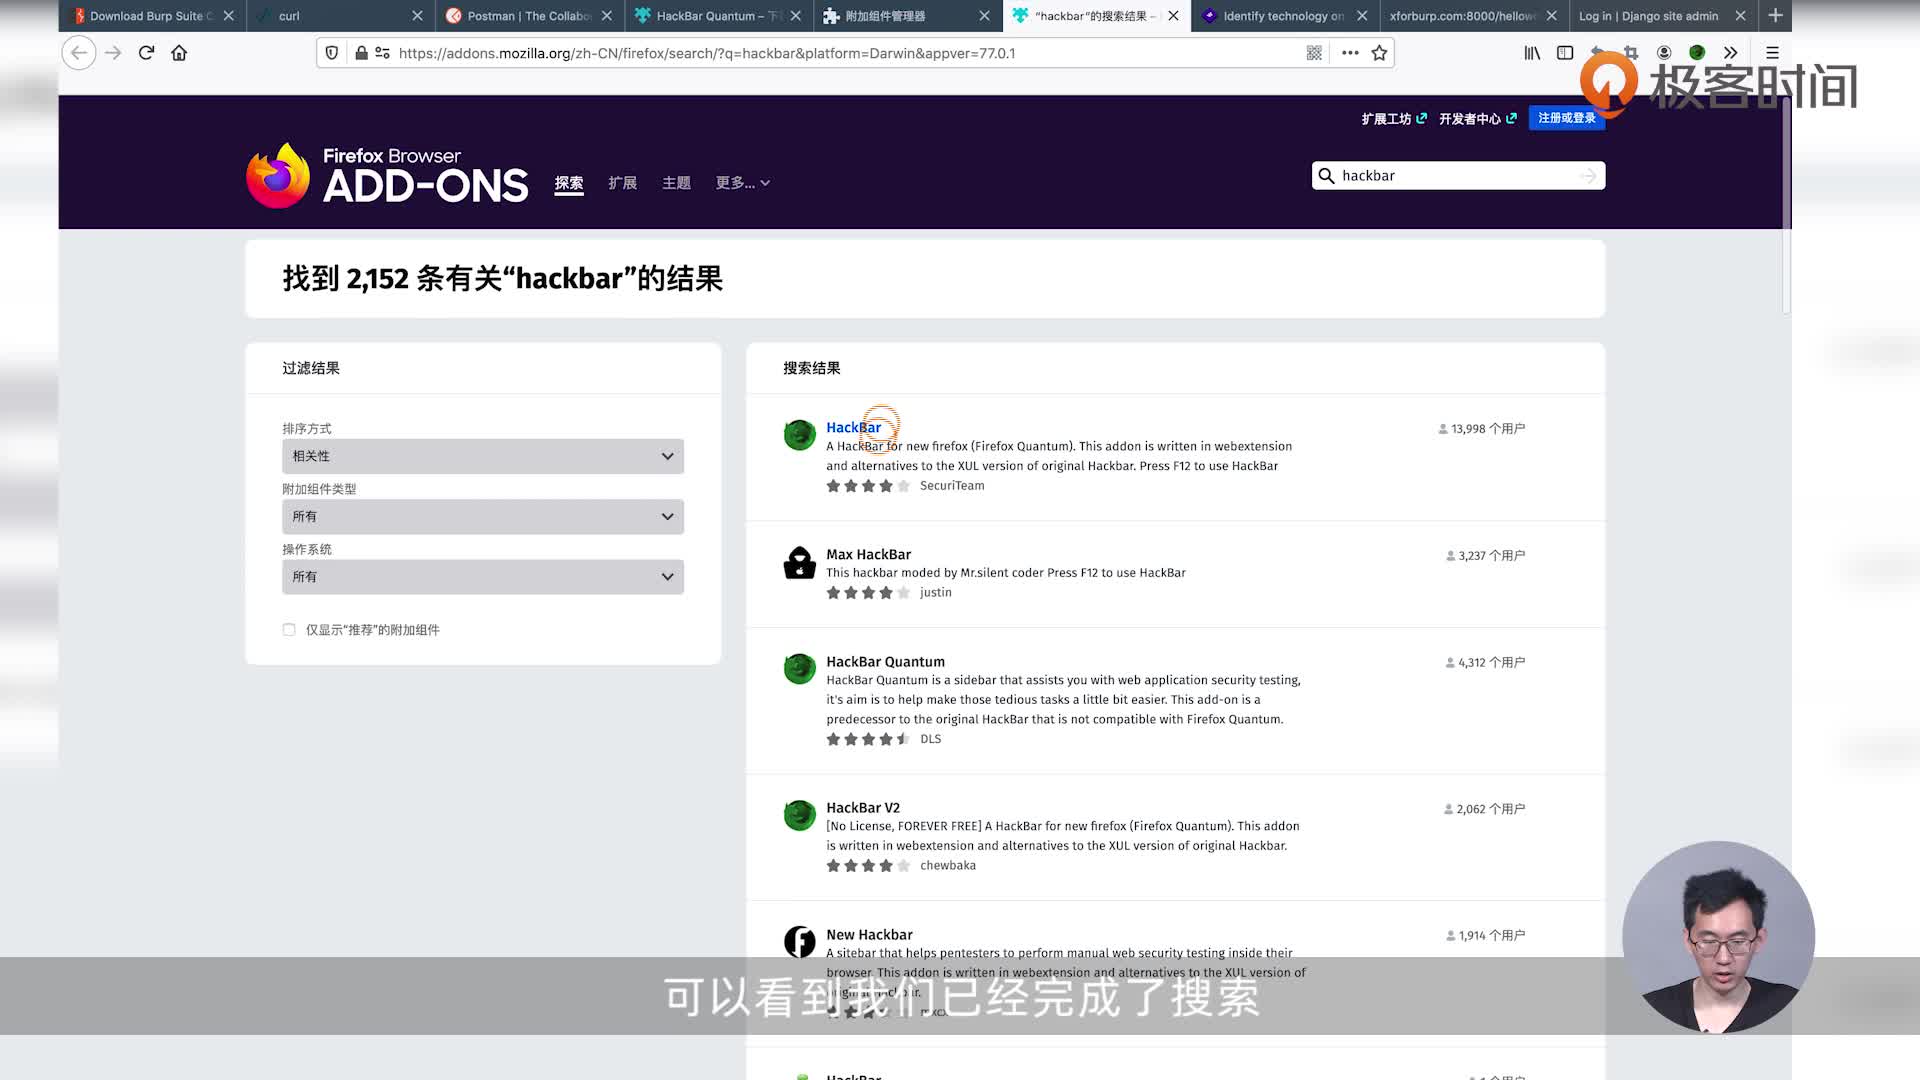 Download Burp Suite C
curl
Postman | The Collabo
HackBar Quantum – 下
附加组件管理器
“hackbar”的搜索结果 –
Identify technology on
xforburp.com:8000/hellow
Log in | Django site admin
https://addons.mozilla.org/zh-CN/firefox/search/?q=hackbar&platform=Darwin&appver=77.0.1
极客时间
扩展工坊
开发者中心
注册或登录
Firefox Browser
ADD-ONS
探索
扩展
主题
更多...
hackbar
找到 2,152 条有关“hackbar”的结果
过滤结果
排序方式
相关性
附加组件类型
所有
操作系统
所有
仅显示“推荐”的附加组件
搜索结果
HackBar
13,998 个用户
A HackBar for new firefox (Firefox Quantum). This addon is written in webextension
and alternatives to the XUL version of original Hackbar. Press F12 to use HackBar
SecuriTeam
Max HackBar
3,237 个用户
This hackbar moded by Mr.silent coder Press F12 to use HackBar
justin
HackBar Quantum
4,312 个用户
HackBar Quantum is a sidebar that assists you with web application security testing,
it's aim is to help make those tedious tasks a little bit easier. This add-on is a
predecessor to the original HackBar that is not compatible with Firefox Quantum.
DLS
HackBar V2
2,062 个用户
[No License, FOREVER FREE] A HackBar for new firefox (Firefox Quantum). This addon
is written in webextension and alternatives to the XUL version of original Hackbar.
chewbaka
New Hackbar
1,914 个用户
A sitebar that helps pentesters to perform manual web security testing inside their
browser. This addon is written in webextension and alternatives to the XUL version of
original Hackbar.
可以看到我们已经完成了搜索
HackBar